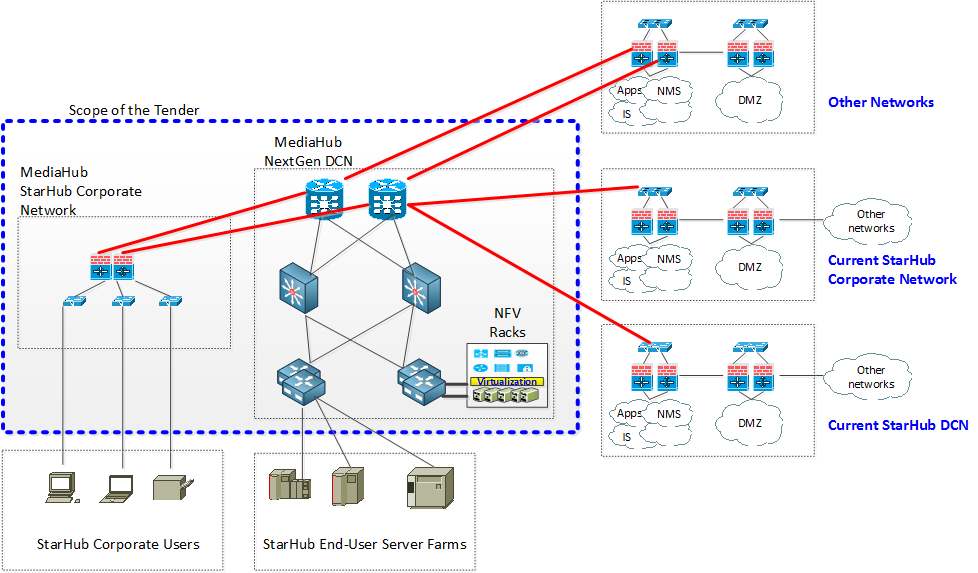 Scope of the Tender
MediaHub
NextGen DCN
MediaHub
StarHub Corporate
Network
NFV
Racks
Virtualization
StarHub Corporate Users
StarHub End-User Server Farms
Apps
NMS
IS
DMZ
Other Networks
Apps
NMS
IS
DMZ
Other
networks
Current StarHub
Corporate Network
Apps
NMS
IS
DMZ
Other
networks
Current StarHub DCN